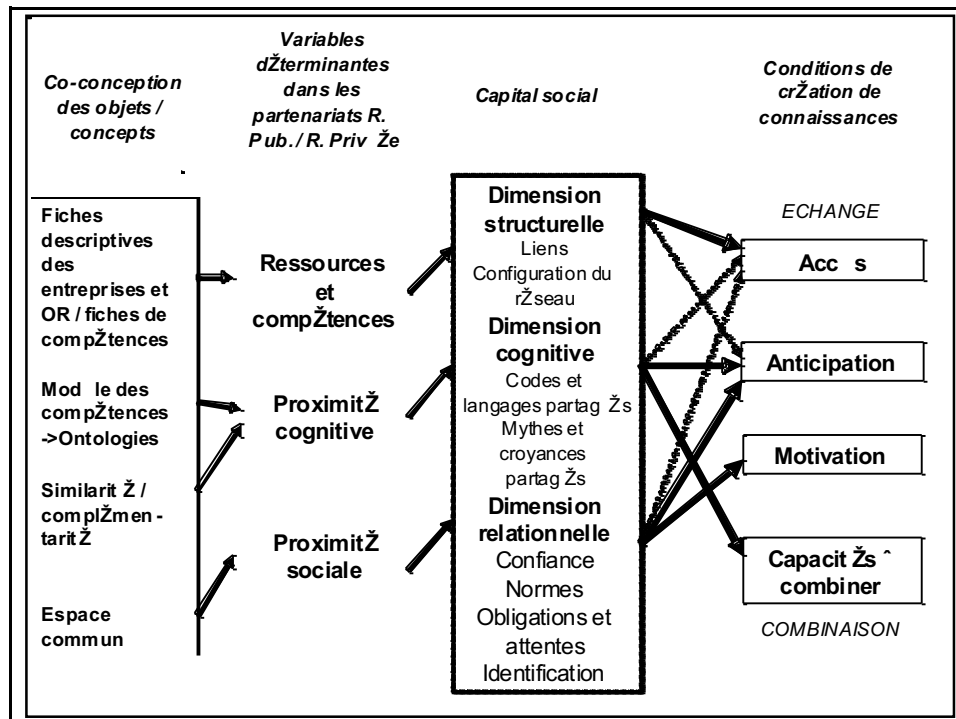 Co-conception
des objets /
concepts
Variables
dŽterminantes
dans les
partenariats R.
Pub. / R. Priv Že
Capital social
Conditions de
crŽation de
connaissances
Fiches
descriptives
des
entreprises et
OR / fiches de
compŽtences
Mod le des
compŽtences
->Ontologies
Similarit Ž /
complŽmen -
taritŽ
Espace
commun
Ressources
et
compŽtences
ProximitŽ
cognitive
ProximitŽ
sociale
Dimension
structurelle
Liens
Configuration du
rŽseau
Dimension
cognitive
Codes et
langages partag Žs
Mythes et
croyances
partag Žs
Dimension
relationnelle
Confiance
Normes
Obligations et
attentes
Identification
ECHANGE
Acc s
Anticipation
Motivation
Capacit Žs ˆ
combiner
COMBINAISON